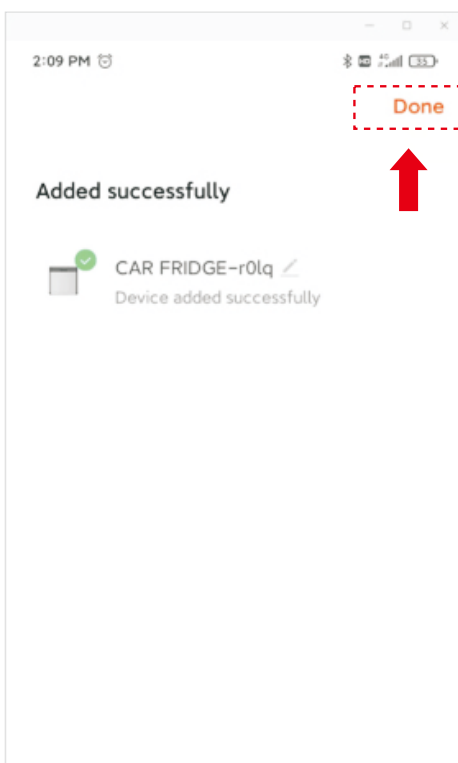 2:09 PM
Done
Added successfully
CAR FRIDGE-r0lq
Device added successfully